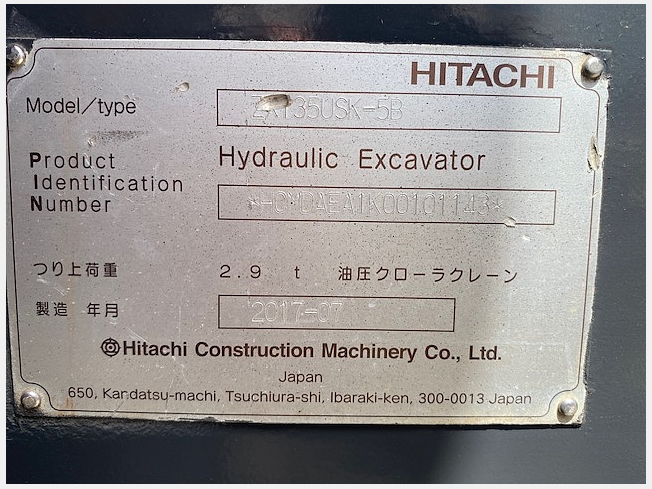 HITACHI
Model/type ZX135USK-5B
Product Hydraulic Excavator
Identification
Number
つり上荷重 2.9 t 油圧クローラクレーン
製造 年月 2017-07
Hitachi Construction Machinery Co., Ltd.
Japan
650, Kandatsu-machi, Tsuchiura-shi, Ibaraki-ken, 300-0013 Japan